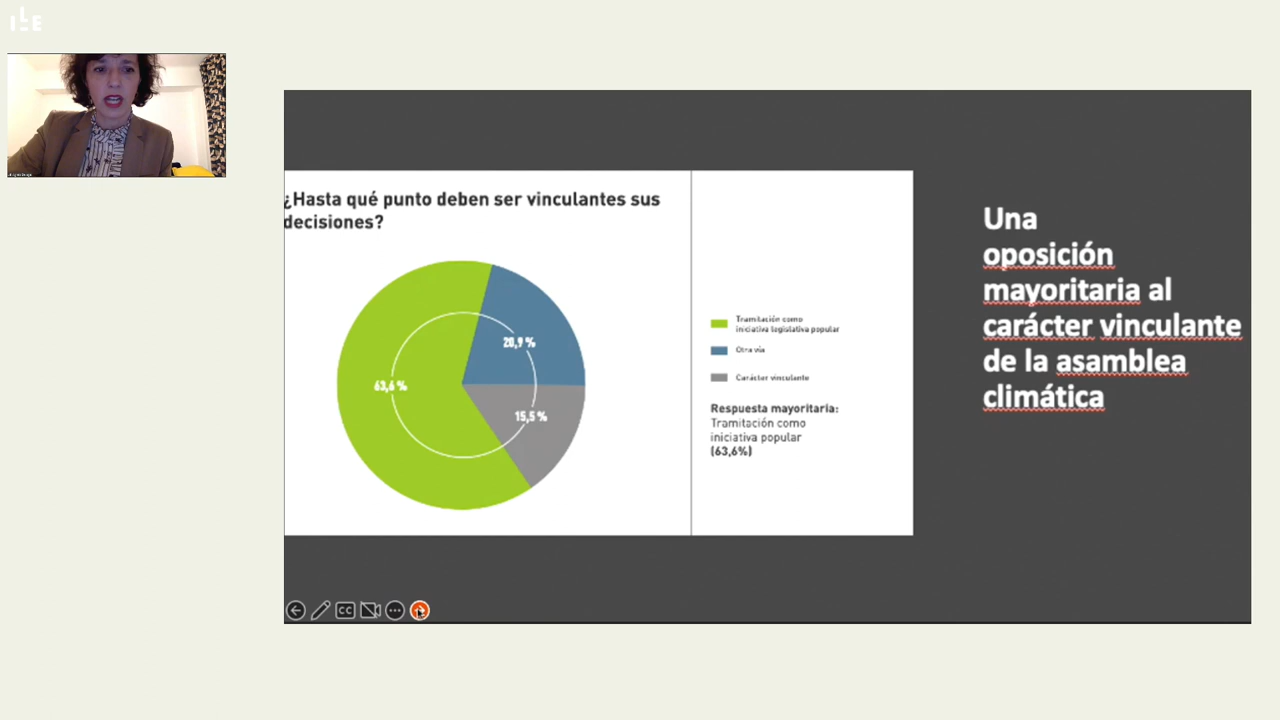 ILE
¿Hasta qué punto deben ser vinculantes sus
decisiones?
63,6 %
20,9 %
15,5 %
Tramitación como
iniciativa legislativa popular
Otra vía
Carácter vinculante
Respuesta mayoritaria:
Tramitación como
iniciativa popular
(63,6%)
Una
oposición
mayoritaria al
carácter vinculante
de la asamblea
climática
CC